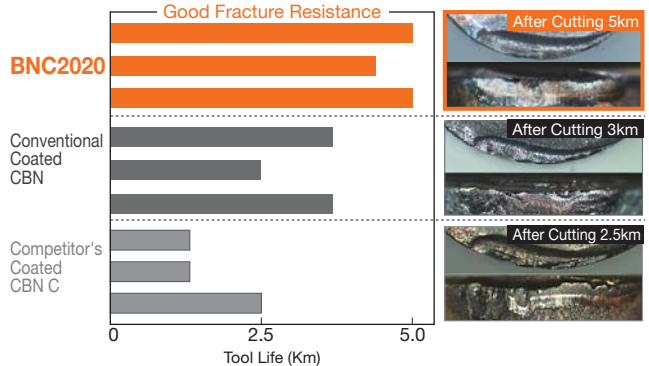 Good Fracture Resistance
BNC2020
Conventional
Coated
CBN
Competitor's
Coated
CBN C
0
2.5
5.0
Tool Life (Km)
After Cutting 5km
After Cutting 3km
After Cutting 2.5km